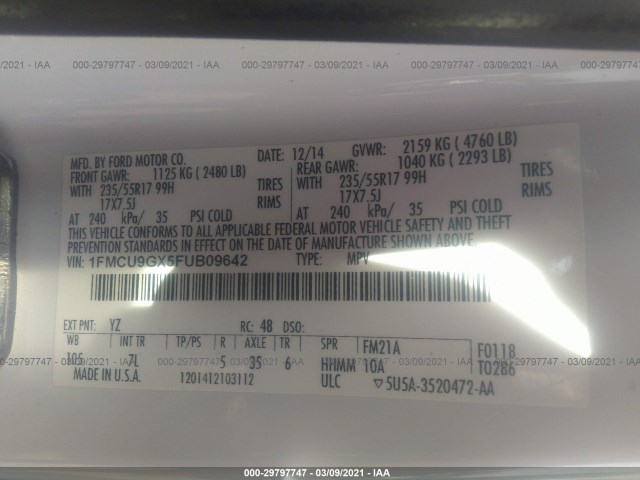 000-29797747 - 03/09/2021 - IAA
MFD. BY FORD MOTOR CO. DATE: 12/14 GVWR: 2159 KG ( 4760 LB)
FRONT GAWR: 1125 KG ( 2480 LB) REAR GAWR: 1040 KG ( 2293 LB)
WITH 235/55R17 99H TIRES WITH 235/55R17 99H TIRES
17X7.5J RIMS 17X7.5J RIMS
AT 240 kPa/ 35 PSI COLD AT 240 kPa/ 35 PSI COLD
THIS VEHICLE CONFORMS TO ALL APPLICABLE FEDERAL MOTOR VEHICLE SAFETY AND THEFT
PREVENTION STANDARDS IN EFFECT ON THE DATE OF MANUFACTURE SHOWN ABOVE.
VIN: 1FMCU9GX5FUB09642 TYPE: MPV
EXT PNT: YZ RC: 48 DSO:
WB INT TR TP/PS R AXLE TR SPR FM21A F0118
105 7L 5 35 6 HHMM 10A T0286
MADE IN U.S.A. 1201412103112 ULC 5U5A-3520472-AA
000-29797747 - 03/09/2021 - IAA